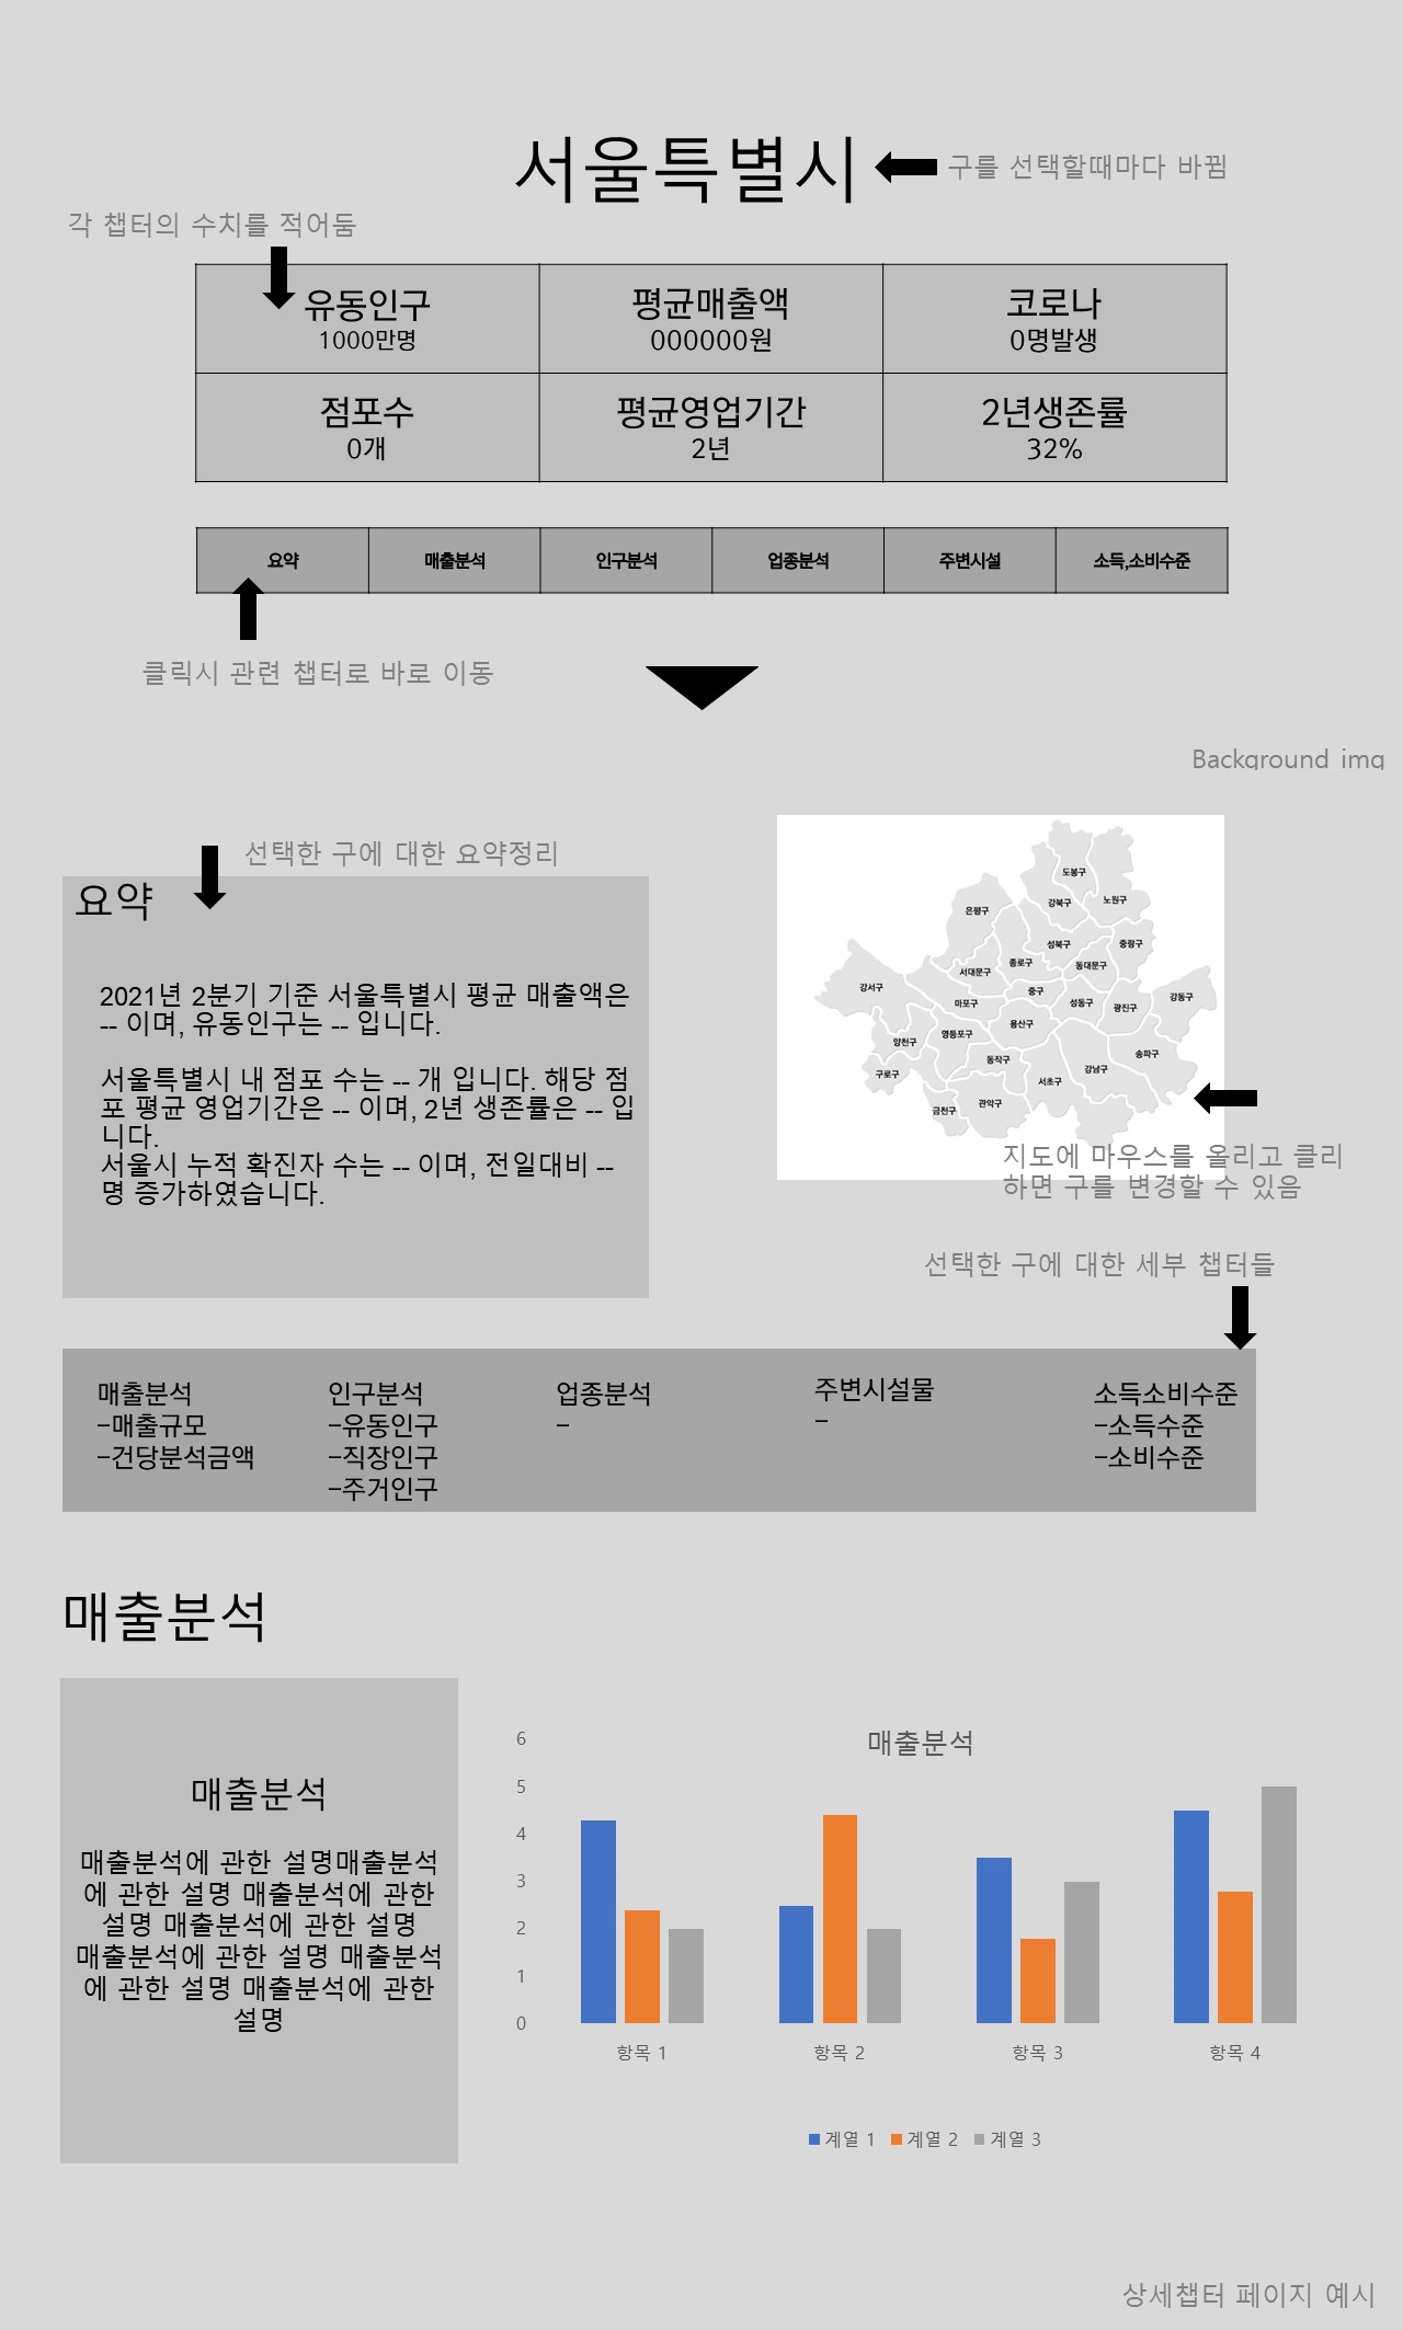 서울특별시
구를 선택할때마다 바뀜
각 챕터의 수치를 적어둠
유동인구
1000만명
평균매출액
000000원
코로나
0명발생
점포수
0개
평균영업기간
2년
2년생존률
32%
요약
매출분석
인구분석
업종분석
주변시설
소득,소비수준
클릭시 관련 챕터로 바로 이동
Background img
선택한 구에 대한 요약정리
요약
2021년 2분기 기준 서울특별시 평균 매출액은
-- 이며, 유동인구는 -- 입니다.
서울특별시 내 점포 수는 -- 개 입니다. 해당 점
포 평균 영업기간은 -- 이며, 2년 생존률은 -- 입
니다.
서울시 누적 확진자 수는 -- 이며, 전일대비 --
명 증가하였습니다.
도봉구
노원구
강북구
은평구
성북구
중랑구
종로구
동대문구
서대문구
강서구
중구
마포구
성동구
광진구
강동구
용산구
영등포구
양천구
동작구
송파구
강남구
구로구
서초구
관악구
금천구
지도에 마우스를 올리고 클리
하면 구를 변경할 수 있음
선택한 구에 대한 세부 챕터들
매출분석
-매출규모
-건당분석금액
인구분석
-유동인구
-직장인구
-주거인구
업종분석
-
주변시설물
-
소득소비수준
-소득수준
-소비수준
매출분석
매출분석
매출분석에 관한 설명매출분석
에 관한 설명 매출분석에 관한
설명 매출분석에 관한 설명
매출분석에 관한 설명 매출분석
에 관한 설명 매출분석에 관한
설명
매출분석
6
5
4
3
2
1
0
항목 1
항목 2
항목 3
항목 4
계열 1
계열 2
계열 3
상세챕터 페이지 예시